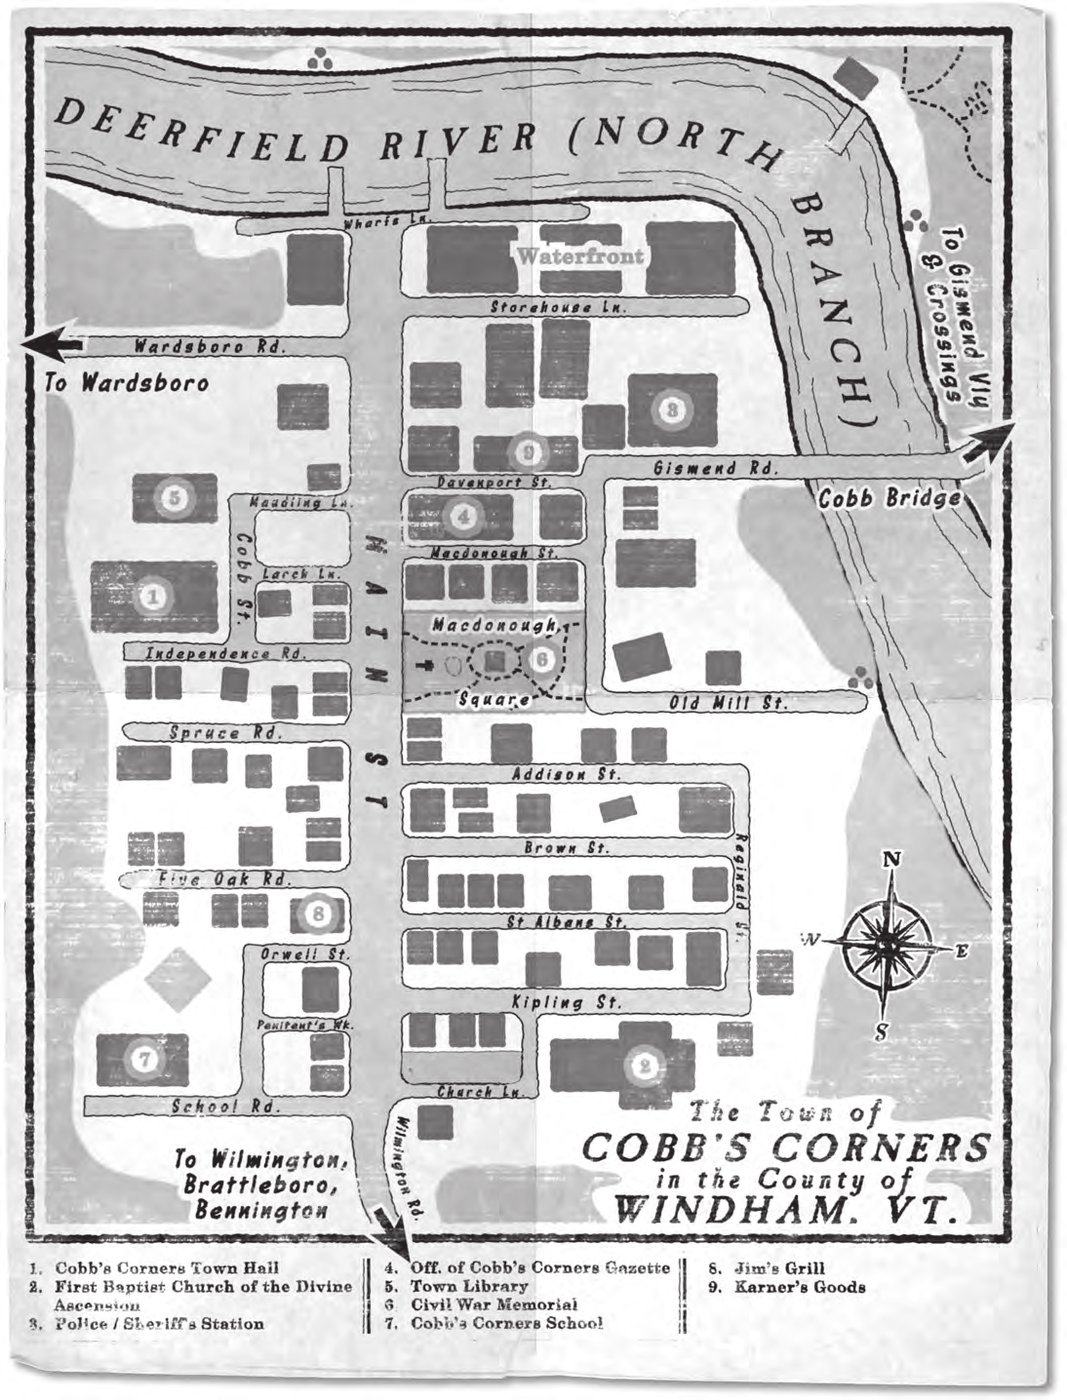 DEERFIELD RIVER (NORTH BRANCH)
Wharfs Ln.
Waterfront
Storehouse Ln.
Wardsboro Rd.
To Wardsboro
To Gismend Vly
& Crossings
3
9
Gismend Rd.
Cobb Bridge
Davenport St.
5
4
Maudling Ln.
Macdonough St.
Cobb St.
Larch Ln.
1
MAIN ST
Macdonough
6
Square
Independence Rd.
Old Mill St.
Spruce Rd.
Addison St.
Brown St.
Reginald St.
Five Oak Rd.
8
St Albans St.
Orwell St.
N
W
E
S
Kipling St.
Penitent's Wk.
7
2
Church Ln.
School Rd.
Wilmington Rd.
To Wilmington,
Brattleboro,
Bennington
The Town of
COBB'S CORNERS
in the County of
WINDHAM. VT.
1. Cobb's Corners Town Hall
2. First Baptist Church of the Divine
Ascension
3. Police / Sheriff's Station
4. Off. of Cobb's Corners Gazette
5. Town Library
6 Civil War Memorial
7. Cobb's Corners School
8. Jim's Grill
9. Karner's Goods